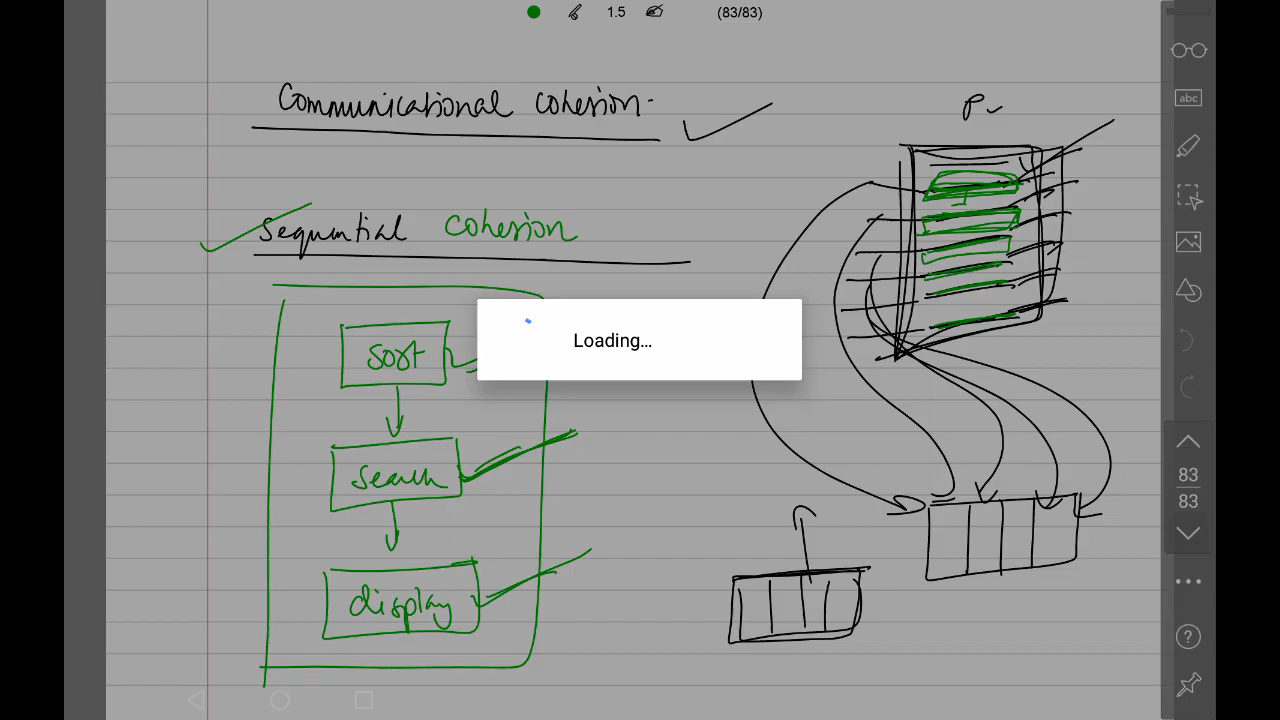 1.5 (83/83)
Communicational cohesion.
P
abc
Sequential cohesion
Loading...
sort
search
83
83
display
?